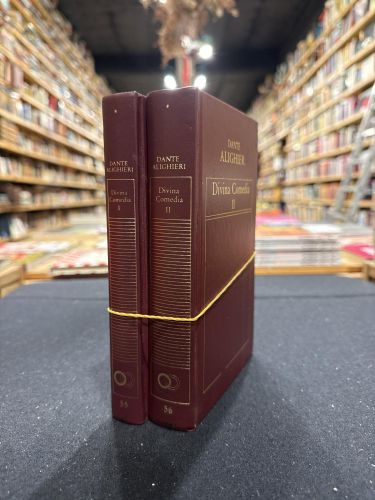 DANTE
ALIGHIERI
Divina
Comedia
I
55
DANTE
ALIGHIERI
Divina
Comedia
II
56
DANTE
ALIGHIERI
Divina Comedia
II